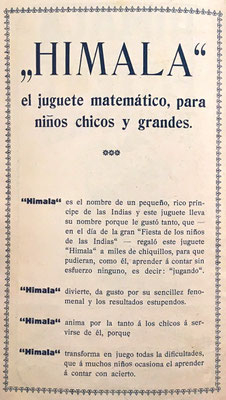 „HIMALA“
el juguete matemático, para
niños chicos y grandes.
“Himala“ es el nombre de un pequeño, rico prín-
cipe de las Indias y este juguete lleva
su nombre porque le gustó tanto, que —
en el día de la gran “Fiesta de los niños
de las Indias“ — regaló este juguete
"Himala" a miles de chiquillos, para que
pudieran, como él, aprender á contar sin
esfuerzo ninguno, es decir: “jugando“.
“Himala“ divierte, da gusto por su sencillez feno-
menal y los resultados estupendos.
“Himala“ anima por la tanto á los chicos á ser-
virse de él, porque
“Himala“ transforma en juego todas la dificultades,
que á muchos niños ocasiona el aprender
á contar con acierto.